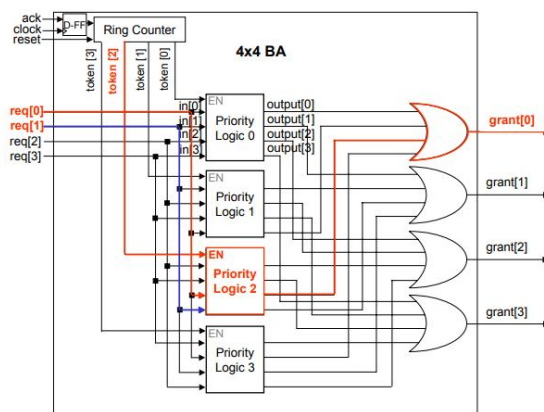 ack
clock
reset
D-FF
Ring Counter
4x4 BA
token [3]
token [2]
token [1]
token [0]
req[0]
req[1]
req[2]
req[3]
in[0]
in[1]
in[2]
in[3]
EN
Priority
Logic 0
output[0]
output[1]
output[2]
output[3]
EN
Priority
Logic 1
EN
Priority
Logic 2
EN
Priority
Logic 3
grant[0]
grant[1]
grant[2]
grant[3]